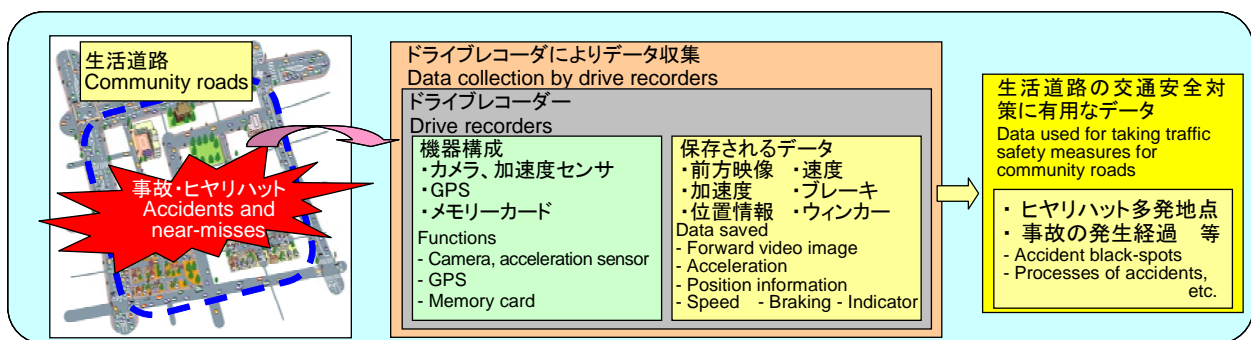 生活道路
Community roads
事故・ヒヤリハット
Accidents and
near-misses
ドライブレコーダによりデータ収集
Data collection by drive recorders
ドライブレコーダー
Drive recorders
機器構成
・カメラ、加速度センサ
・GPS
・メモリーカード
Functions
- Camera, acceleration sensor
- GPS
- Memory card
保存されるデータ
・前方映像 ・速度
・加速度 ・ブレーキ
・位置情報 ・ウィンカー
Data saved
- Forward video image
- Acceleration
- Position information
- Speed - Braking - Indicator
生活道路の交通安全対
策に有用なデータ
Data used for taking traffic
safety measures for
community roads
・ ヒヤリハット多発地点
・ 事故の発生経過 等
- Accident black-spots
- Processes of accidents,
etc.